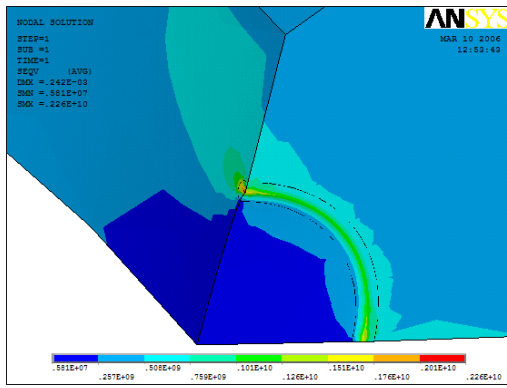 NODAL SOLUTION
STEP=1
SUB =1
TIME=1
SEQV (AVG)
DMX =.242E-03
SMN =.581E+07
SMX =.226E+10
ANSYS
MAR 10 2006
12:53:43
.581E+07 .508E+09 .101E+10 .151E+10 .201E+10
.257E+09 .759E+09 .126E+10 .176E+10 .226E+10